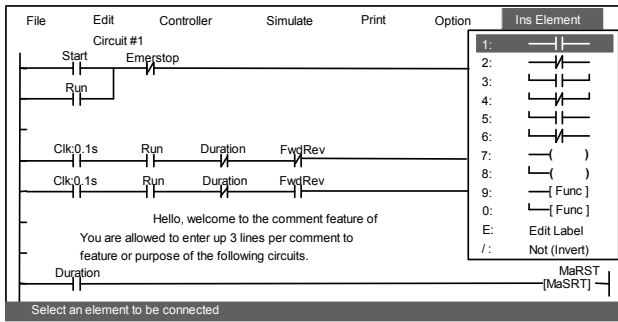 File Edit Controller Simulate Print Option Ins Element
Circuit #1
Start Emerstop
Run
Clk:0.1s Run Duration FwdRev
Clk:0.1s Run Duration FwdRev
Hello, welcome to the comment feature of
You are allowed to enter up 3 lines per comment to
feature or purpose of the following circuits.
Duration
MaRST
[MaSRT]
1:
2:
3:
4:
5:
6:
7: ( )
8: ( )
9: [ Func ]
0: [ Func ]
E: Edit Label
/ : Not (Invert)
Select an element to be connected